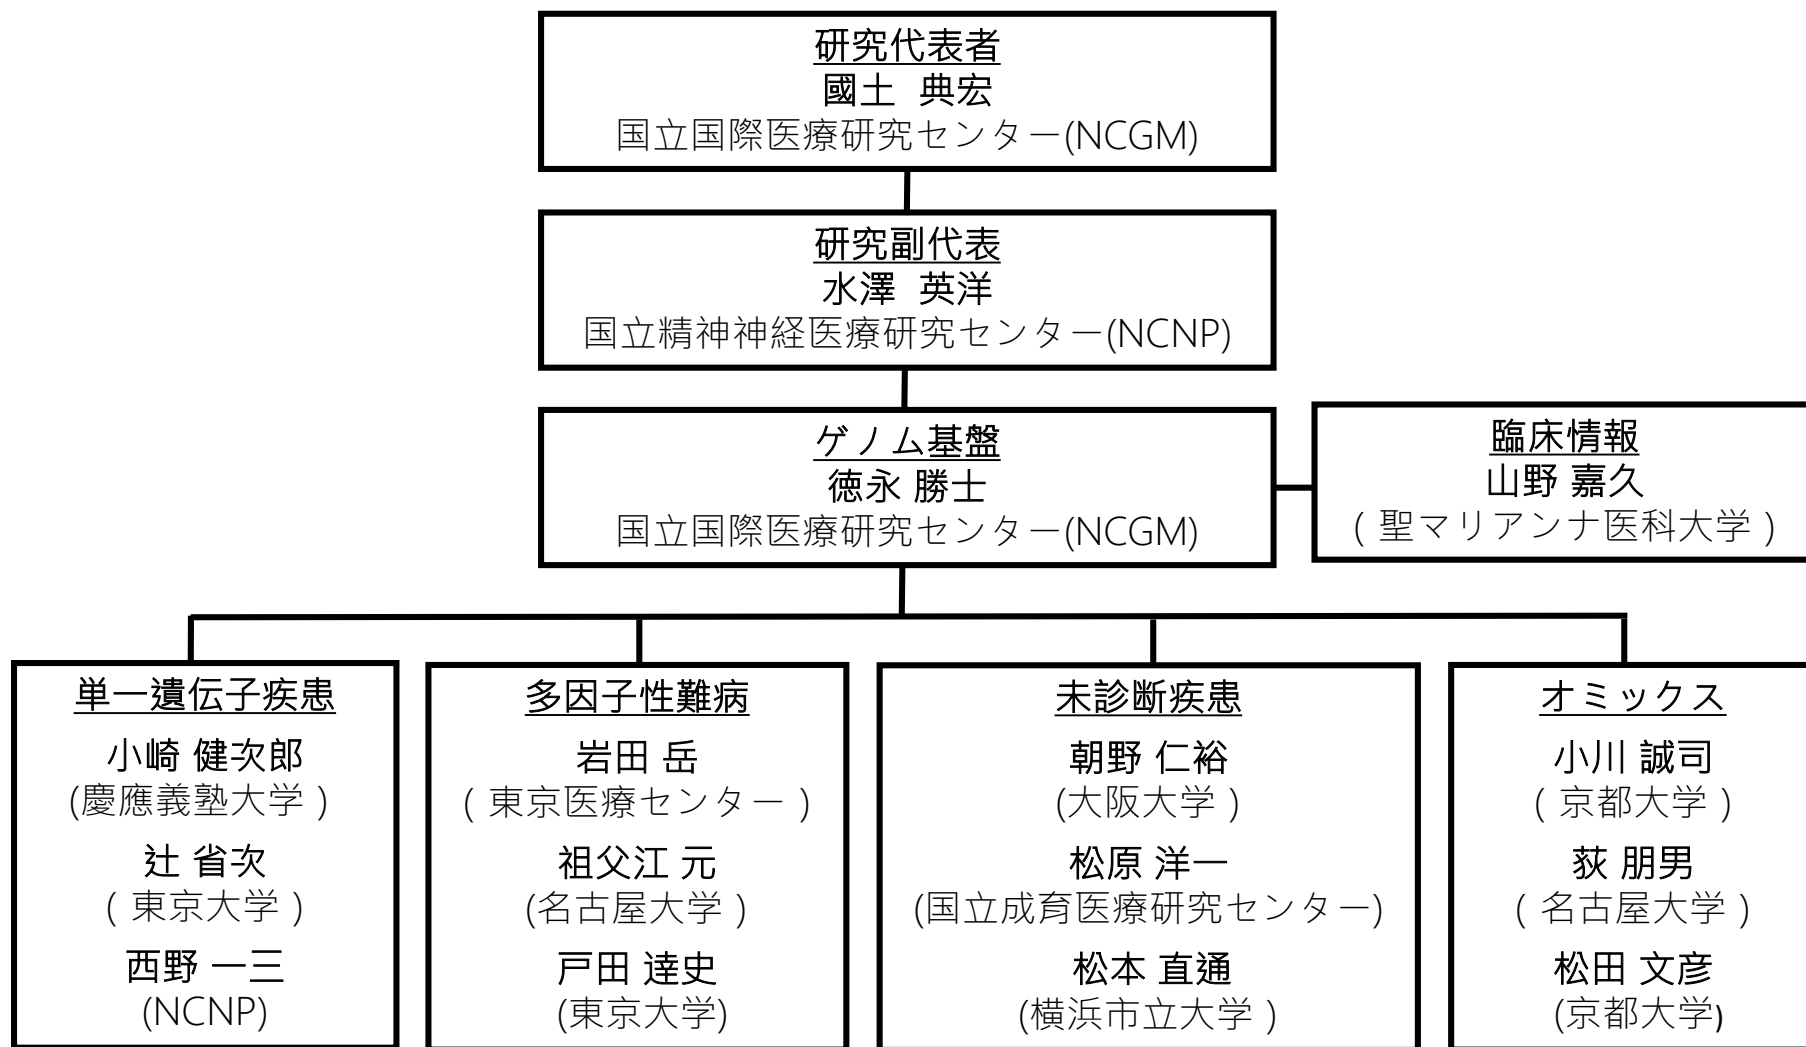 研究代表者
國土 典宏
国立国際医療研究センター(NCGM)
研究副代表
水澤 英洋
国立精神神経医療研究センター(NCNP)
ゲノム基盤
徳永 勝士
国立国際医療研究センター(NCGM)
臨床情報
山野 嘉久
( 聖マリアンナ医科大学 )
単一遺伝子疾患
小崎 健次郎
(慶應義塾大学 )
辻 省次
( 東京大学 )
西野 一三
(NCNP)
多因子性難病
岩田 岳
( 東京医療センター )
祖父江 元
(名古屋大学 )
戸田 達史
(東京大学)
未診断疾患
朝野 仁裕
(大阪大学 )
松原 洋一
(国立成育医療研究センター)
松本 直通
(横浜市立大学 )
オミックス
小川 誠司
( 京都大学 )
荻 朋男
( 名古屋大学 )
松田 文彦
(京都大学)